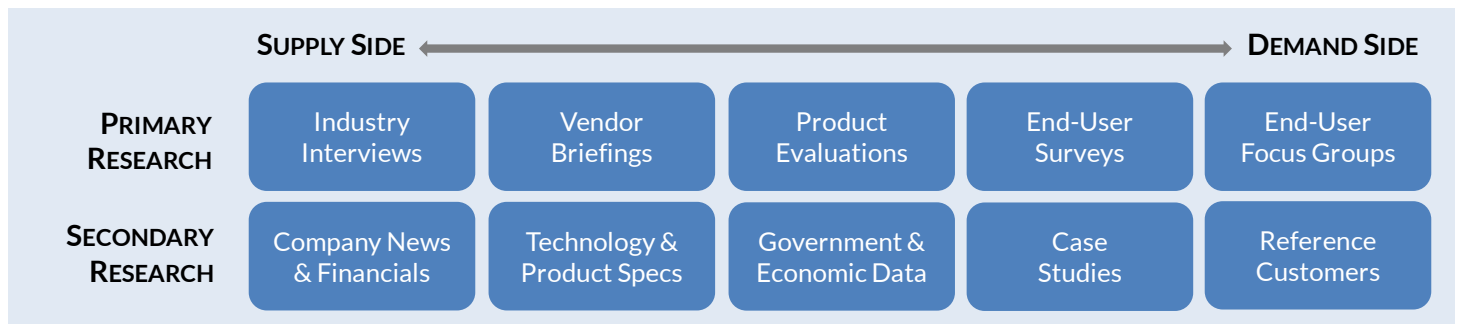 SUPPLY SIDE
DEMAND SIDE
PRIMARY
RESEARCH
Industry
Interviews
Vendor
Briefings
Product
Evaluations
End-User
Surveys
End-User
Focus Groups
SECONDARY
RESEARCH
Company News
& Financials
Technology &
Product Specs
Government &
Economic Data
Case
Studies
Reference
Customers